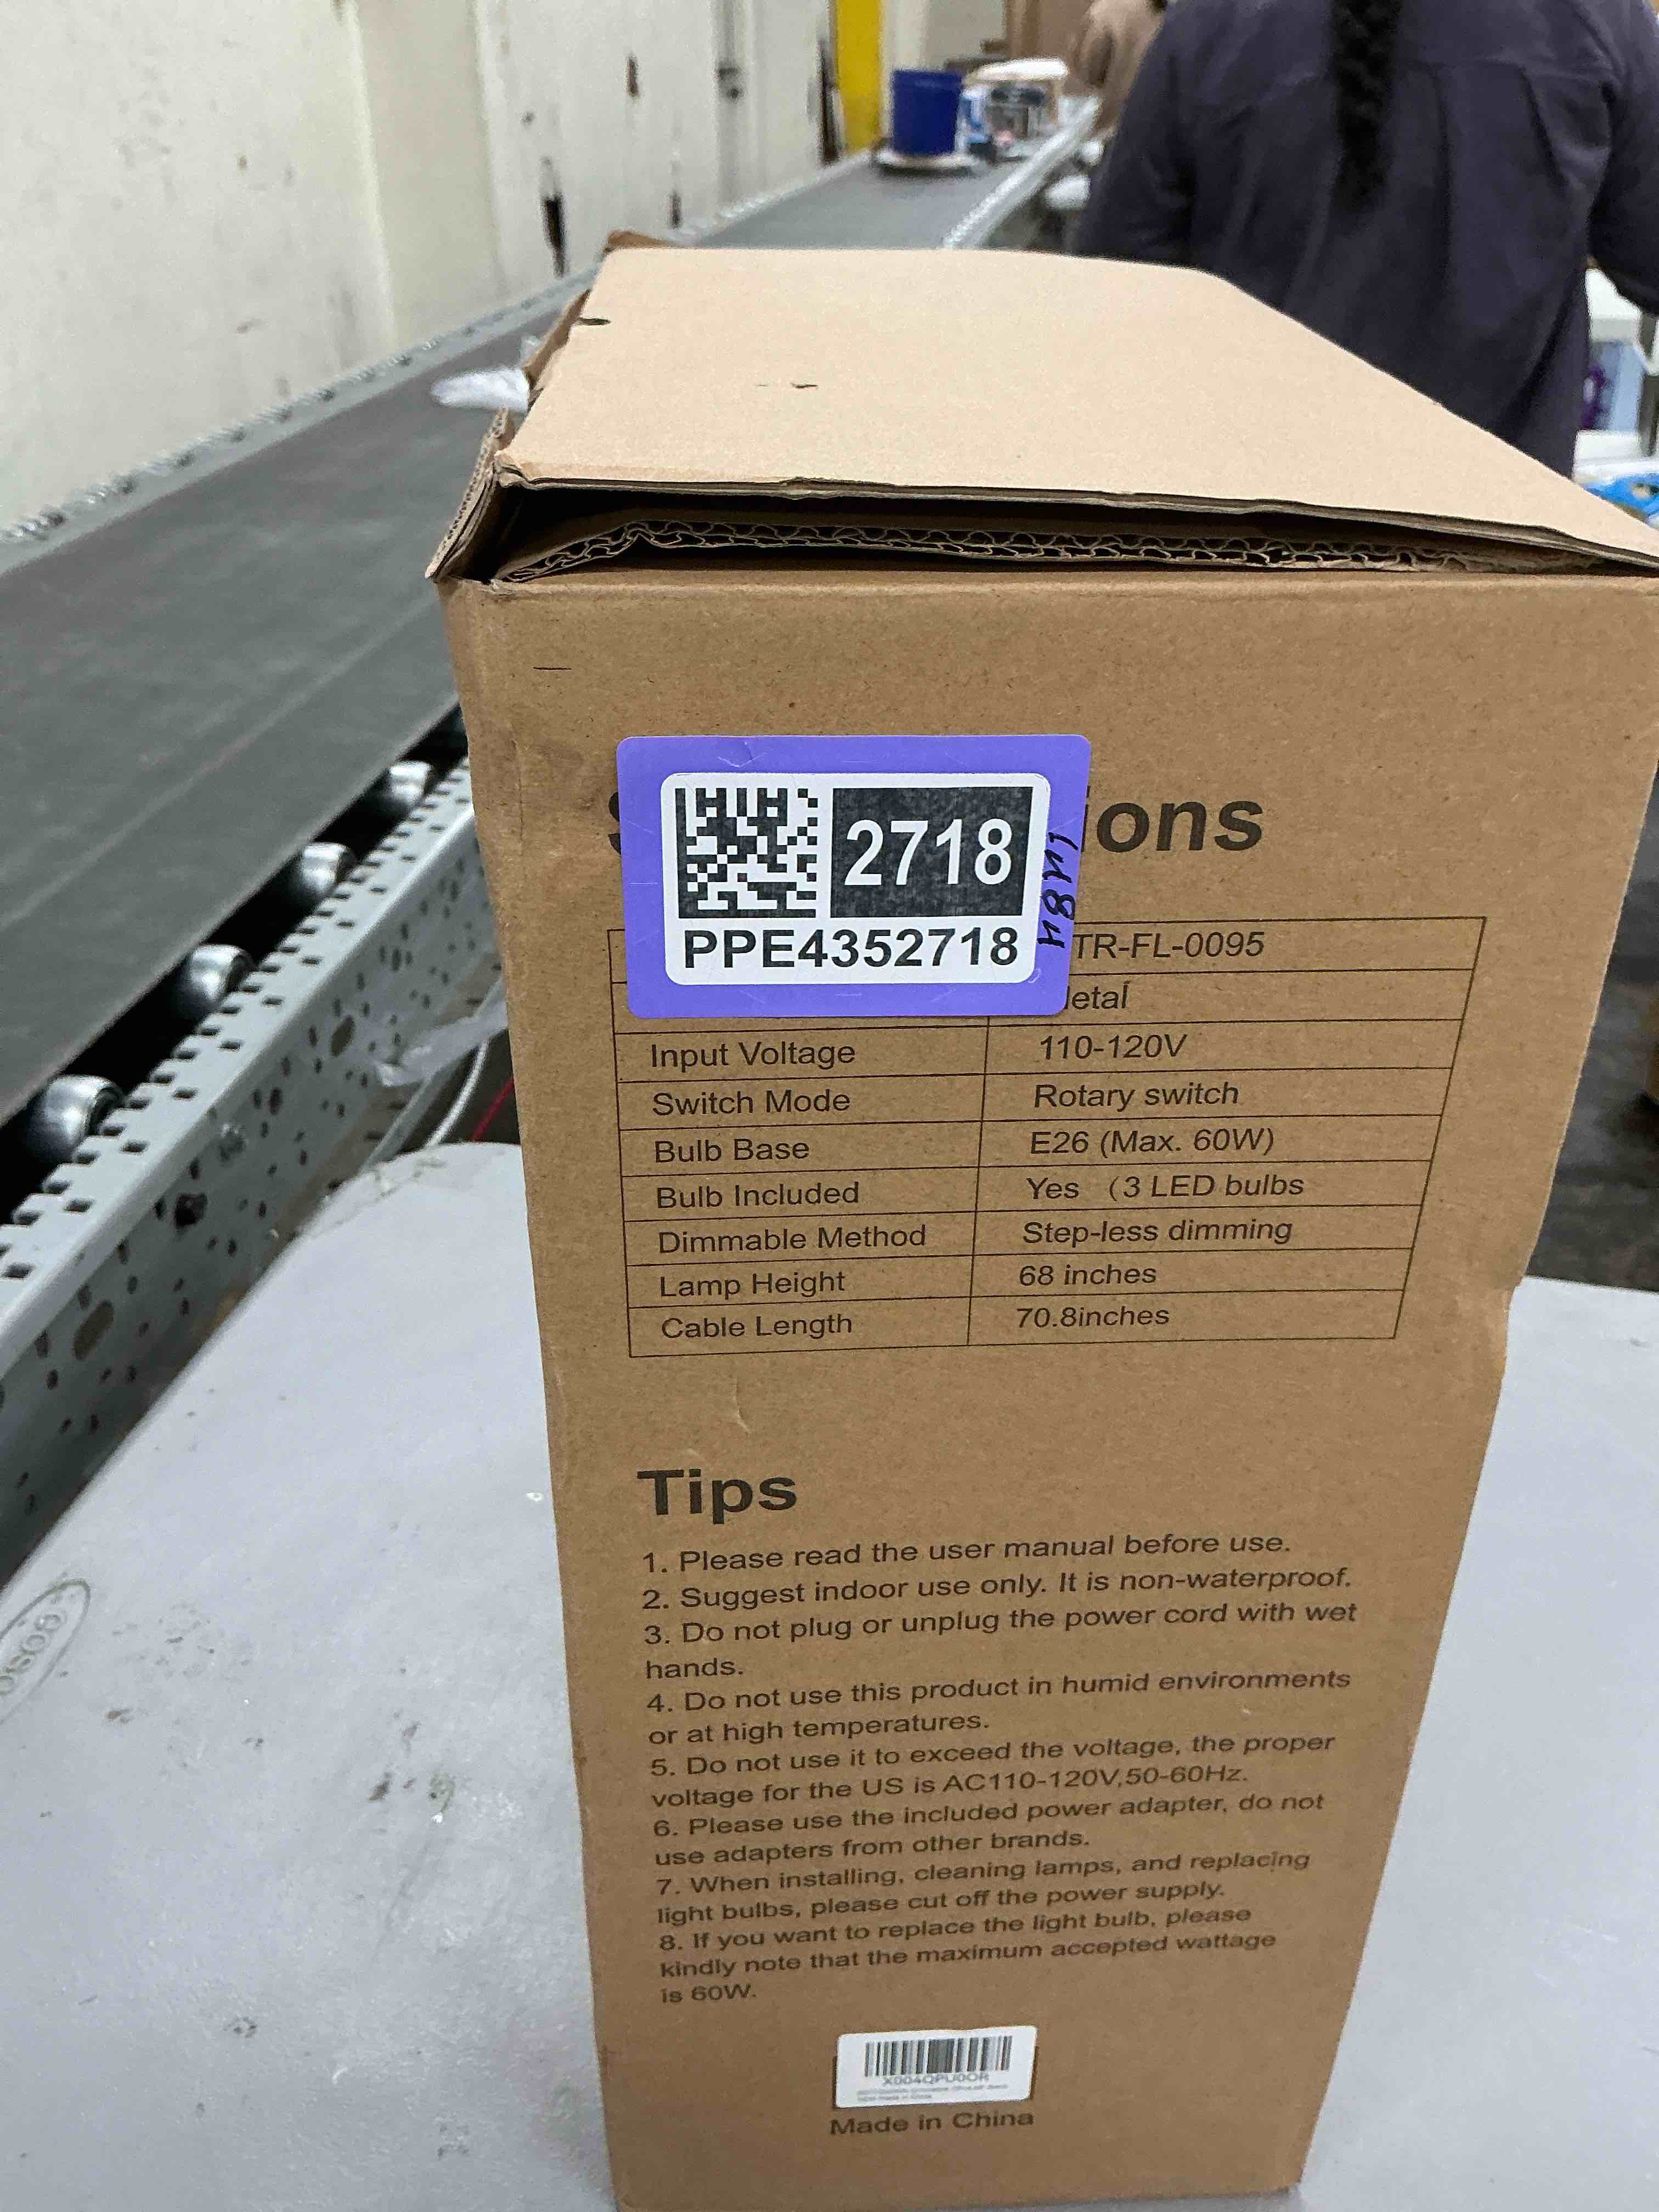 2718
PPE4352718
ions
TR-FL-0095
etal
Input Voltage 110-120V
Switch Mode Rotary switch
Bulb Base E26 (Max. 60W)
Bulb Included Yes (3 LED bulbs
Dimmable Method Step-less dimming
Lamp Height 68 inches
Cable Length 70.8inches
Tips
1. Please read the user manual before use.
2. Suggest indoor use only. It is non-waterproof.
3. Do not plug or unplug the power cord with wet
hands.
4. Do not use this product in humid environments
or at high temperatures.
5. Do not use it to exceed the voltage, the proper
voltage for the US is AC110-120V,50-60Hz.
6. Please use the included power adapter, do not
use adapters from other brands.
7. When installing, cleaning lamps, and replacing
light bulbs, please cut off the power supply.
8. If you want to replace the light bulb, please
kindly note that the maximum accepted wattage
is 60W.
X004QPU0OR
Made in China